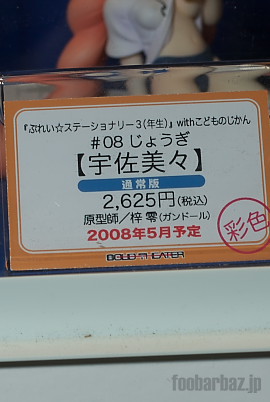 『ぷれい☆ステーショナリー3(年生)』withこどものじかん
#08 じょうぎ
【宇佐美々】
通常版
2,625円(税込)
原型師/梓 零(ガンドール)
2008年5月予定
彩色
foobarbaz.jp